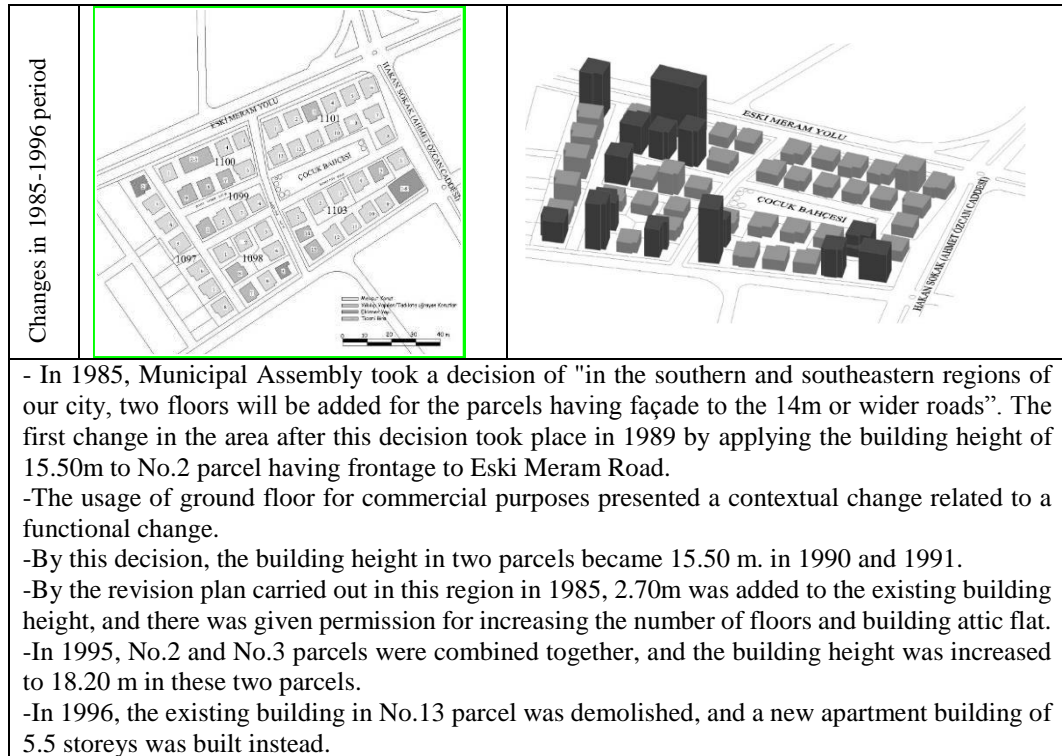 Changes in 1985-1996 period
ESKI MERAM YOLU
HAKAN SOKAK (AHMET ÖZCAN CADDESİ)
1101
1100
ÇOCUK BAHÇESİ
1099
1103
1097
1098
0 10 20 30 40 m
ESKI MERAM YOLU
ÇOCUK BAHÇESİ
HAKAN SOKAK (AHMET ÖZCAN CADDESİ)
- In 1985, Municipal Assembly took a decision of "in the southern and southeastern regions of
our city, two floors will be added for the parcels having façade to the 14m or wider roads”. The
first change in the area after this decision took place in 1989 by applying the building height of
15.50m to No.2 parcel having frontage to Eski Meram Road.
-The usage of ground floor for commercial purposes presented a contextual change related to a
functional change.
-By this decision, the building height in two parcels became 15.50 m. in 1990 and 1991.
-By the revision plan carried out in this region in 1985, 2.70m was added to the existing building
height, and there was given permission for increasing the number of floors and building attic flat.
-In 1995, No.2 and No.3 parcels were combined together, and the building height was increased
to 18.20 m in these two parcels.
-In 1996, the existing building in No.13 parcel was demolished, and a new apartment building of
5.5 storeys was built instead.